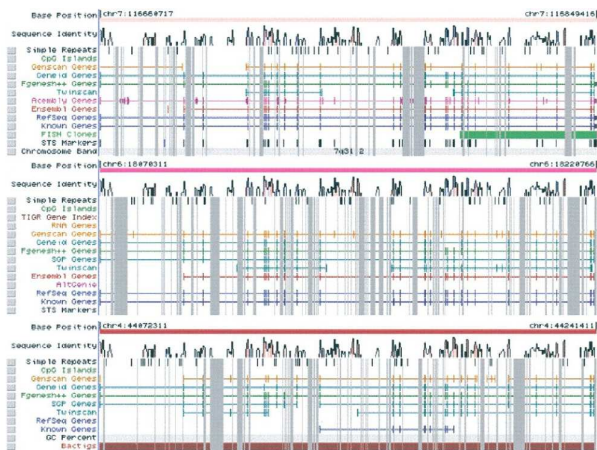 Base Position chr7:116660717 chr7:116849416
Sequence Identity
Simple Repeats
CpG Islands
Genscan Genes
Geneid Genes
Fgenesh++ Genes
Twinscan
Acembly Genes
Ensembl Genes
RefSeq Genes
Known Genes
FISH Clones
STS Markers
Chromosome Band 7q31.2
Base Position chr6:18070311 chr6:18220766
Sequence Identity
Simple Repeats
CpG Islands
TIGR Gene Index
RNA Genes
Genscan Genes
Geneid Genes
Fgenesh++ Genes
SGP Genes
Twinscan
Ensembl Genes
AltGenie
RefSeq Genes
Known Genes
STS Markers
Base Position chr4:44072311 chr4:44241411
Sequence Identity
Simple Repeats
CpG Islands
Genscan Genes
Geneid Genes
Fgenesh++ Genes
SGP Genes
Twinscan
RefSeq Genes
Known Genes
GC Percent
Bactigs